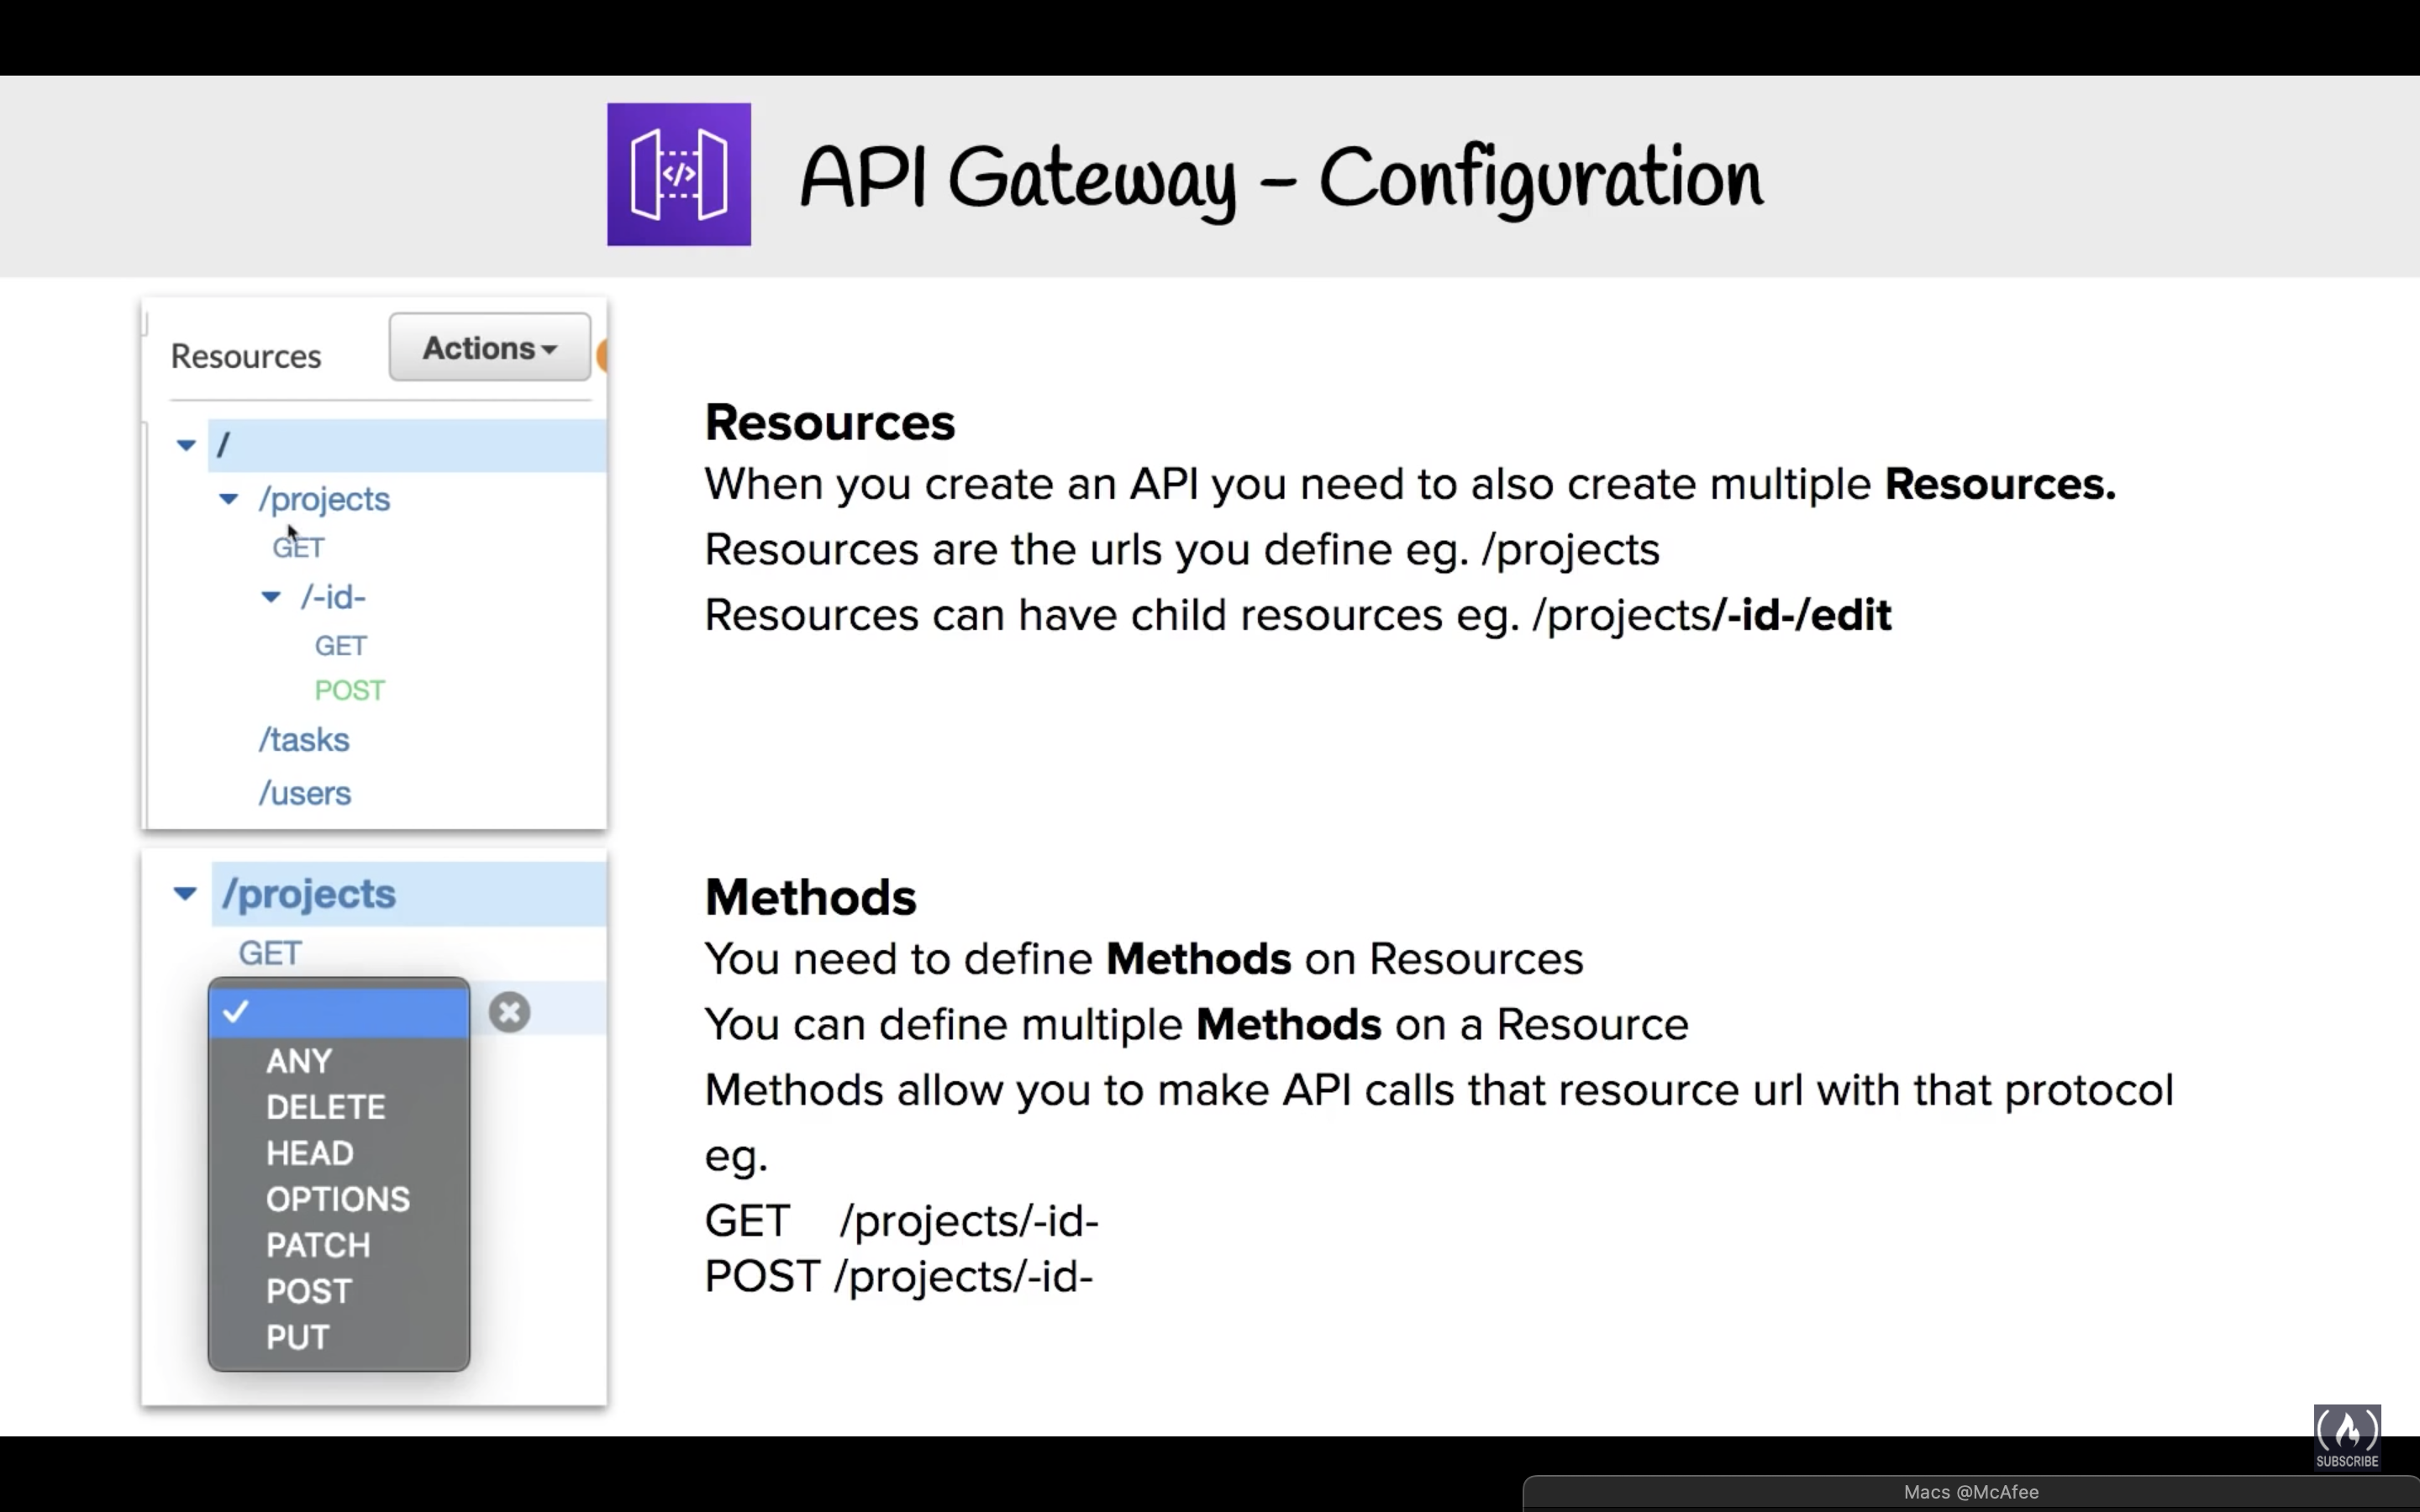 </>
API Gateway – Configuration
Resources
Actions
/
/projects
GET
/-id-
GET
POST
/tasks
/users
Resources
When you create an API you need to also create multiple Resources.
Resources are the urls you define eg. /projects
Resources can have child resources eg. /projects/-id-/edit
/projects
GET
ANY
DELETE
HEAD
OPTIONS
PATCH
POST
PUT
Methods
You need to define Methods on Resources
You can define multiple Methods on a Resource
Methods allow you to make API calls that resource url with that protocol
eg.
GET /projects/-id-
POST /projects/-id-
SUBSCRIBE
Macs @McAfee